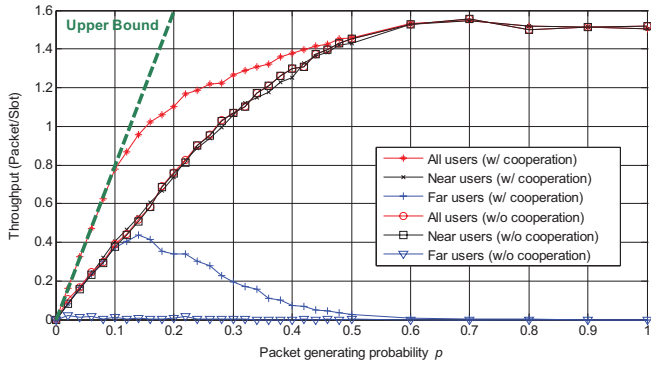 1.6
Upper Bound
1.4
1.2
1
0.8
0.6
0.4
0.2
0
Throughput (Packet/Slot)
All users (w/ cooperation)
Near users (w/ cooperation)
Far users (w/ cooperation)
All users (w/o cooperation)
Near users (w/o cooperation)
Far users (w/o cooperation)
0 0.1 0.2 0.3 0.4 0.5 0.6 0.7 0.8 0.9 1
Packet generating probability p